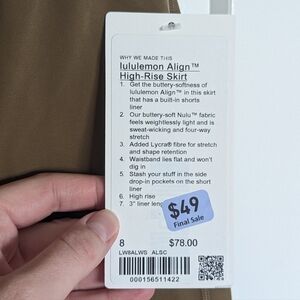 WHY WE MADE THIS
lululemon Align™
High-Rise Skirt
1. Get the buttery-softness of
lululemon Align™ in this skirt
that has a built-in shorts
liner
2. Our buttery-soft Nulu™ fabric
feels weightlessly light and is
sweat-wicking and four-way
stretch
3. Added Lycra® fibre for stretch
and shape retention
4. Waistband lies flat and won't
dig in
5. Stash your stuff in the side
drop-in pockets on the short
liner
6. High rise
7. 3" liner
$49
Final Sale
8 $78.00
LW8ALWS ALSC
000156511422